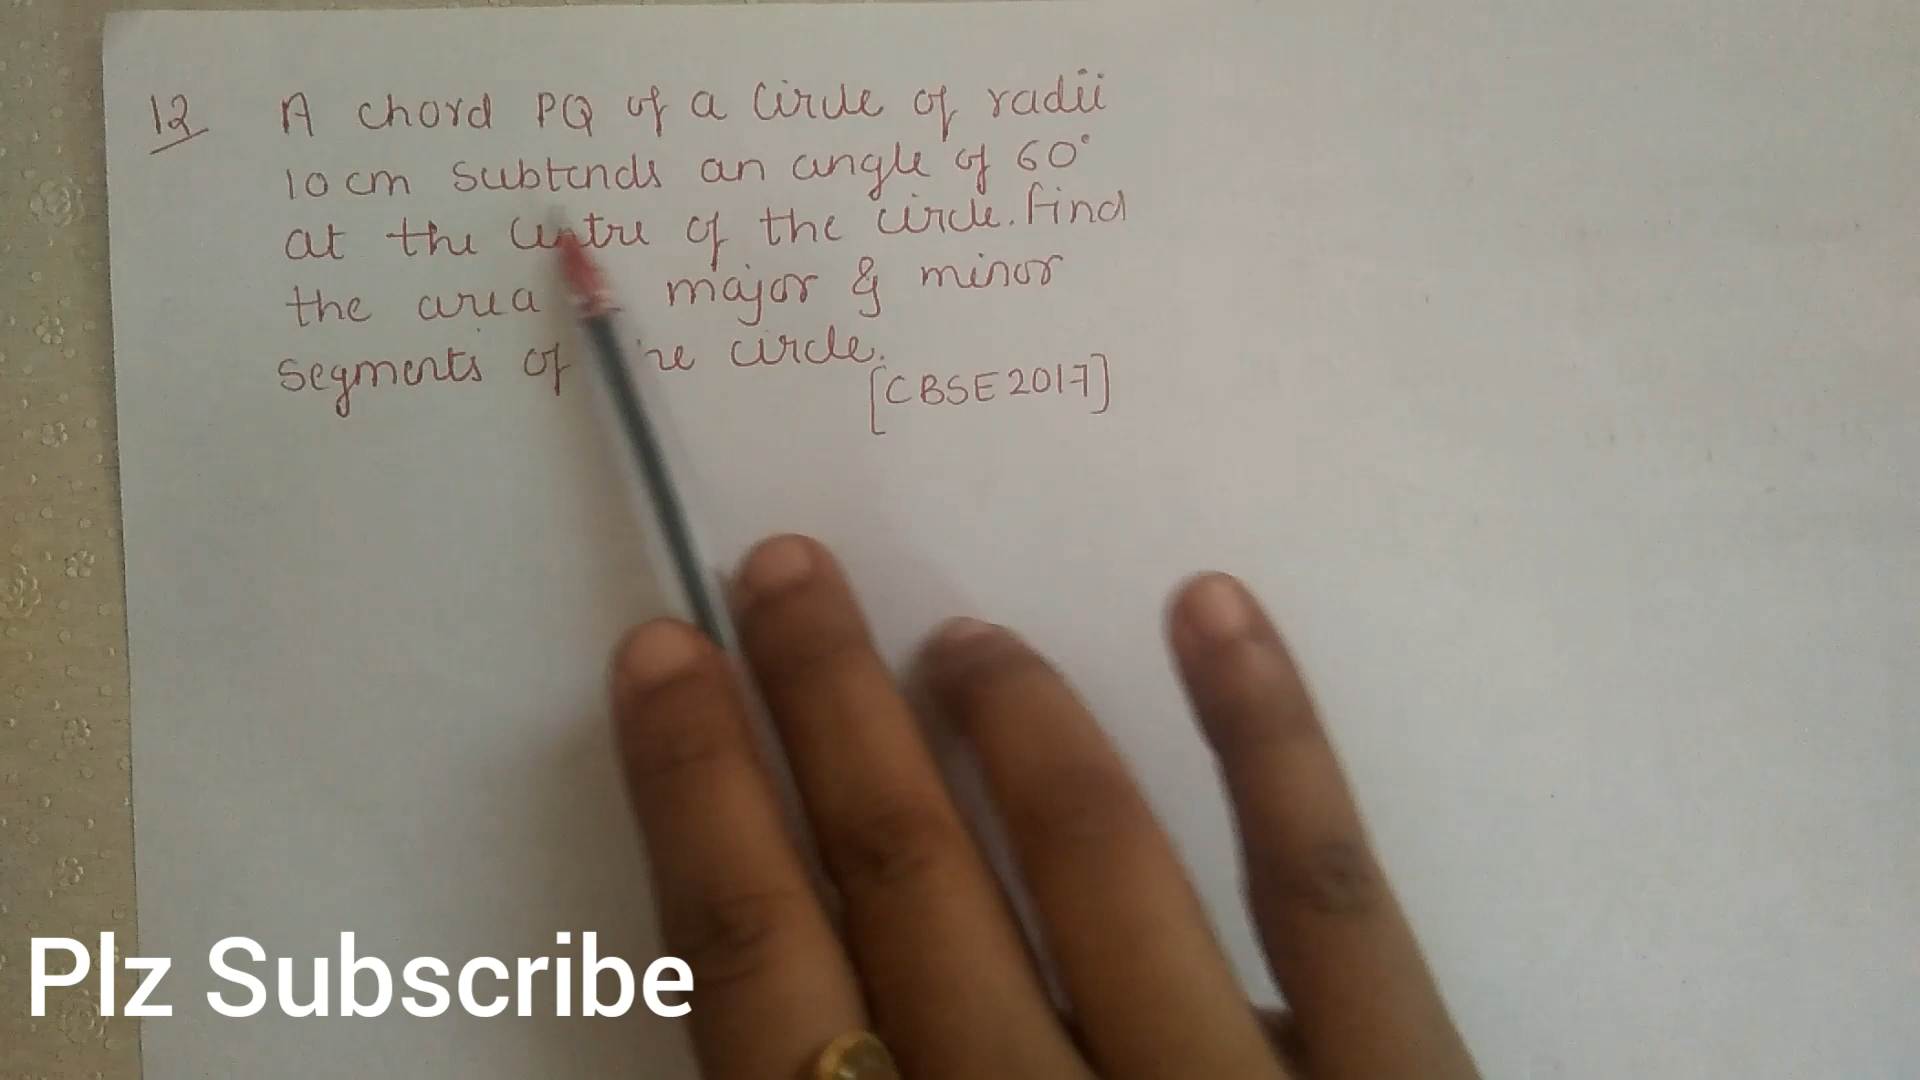 12 A chord PQ of a circle of radii
10 cm subtends an angle of 60°
at the centre of the circle. Find
the area major & minor
segments of circle.
[CBSE 2017]
Plz Subscribe